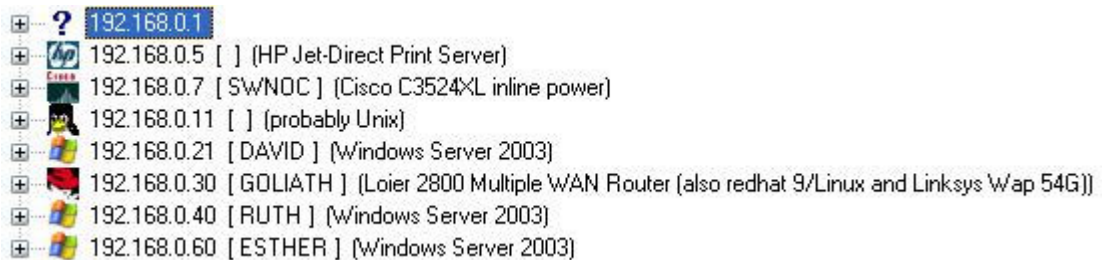 ? 192.168.0.1
hp 192.168.0.5 [ ] (HP Jet-Direct Print Server)
CISCO 192.168.0.7 [ SWNOC ] (Cisco C3524XL inline power)
192.168.0.11 [ ] (probably Unix)
192.168.0.21 [ DAVID ] (Windows Server 2003)
192.168.0.30 [ GOLIATH ] (Loier 2800 Multiple WAN Router (also redhat 9/Linux and Linksys Wap 54G))
192.168.0.40 [ RUTH ] (Windows Server 2003)
192.168.0.60 [ ESTHER ] (Windows Server 2003)